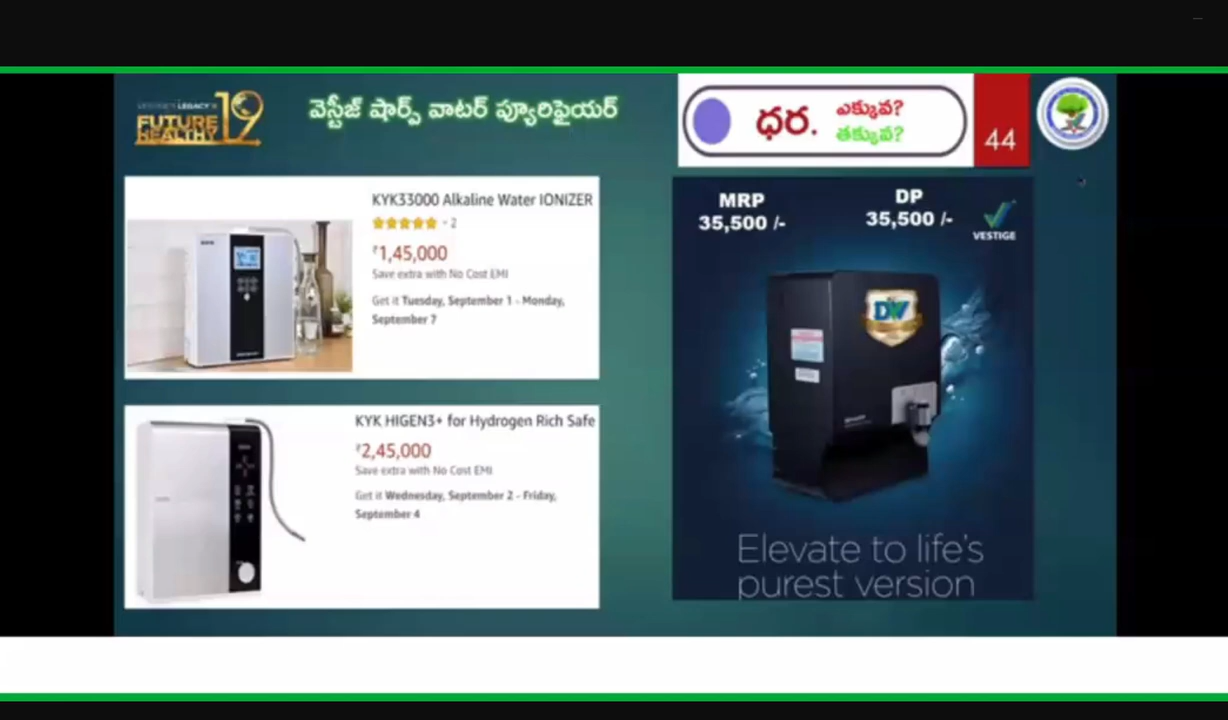 FUTURE
HEALTHY
19
వెస్టీజ్ షార్ప్ వాటర్ ప్యూరిఫైయర్
ధర.
ఎక్కువ?
తక్కువ?
44
KYK33000 Alkaline Water IONIZER
2
₹1,45,000
Save extra with No Cost EMI
Get it Tuesday, September 1 - Monday,
September 7
KYK HIGEN3+ for Hydrogen Rich Safe
₹2,45,000
Save extra with No Cost EMI
Get it Wednesday, September 2 - Friday,
September 4
MRP
35,500 /-
DP
35,500 /-
VESTIGE
DW
Elevate to life's
purest version